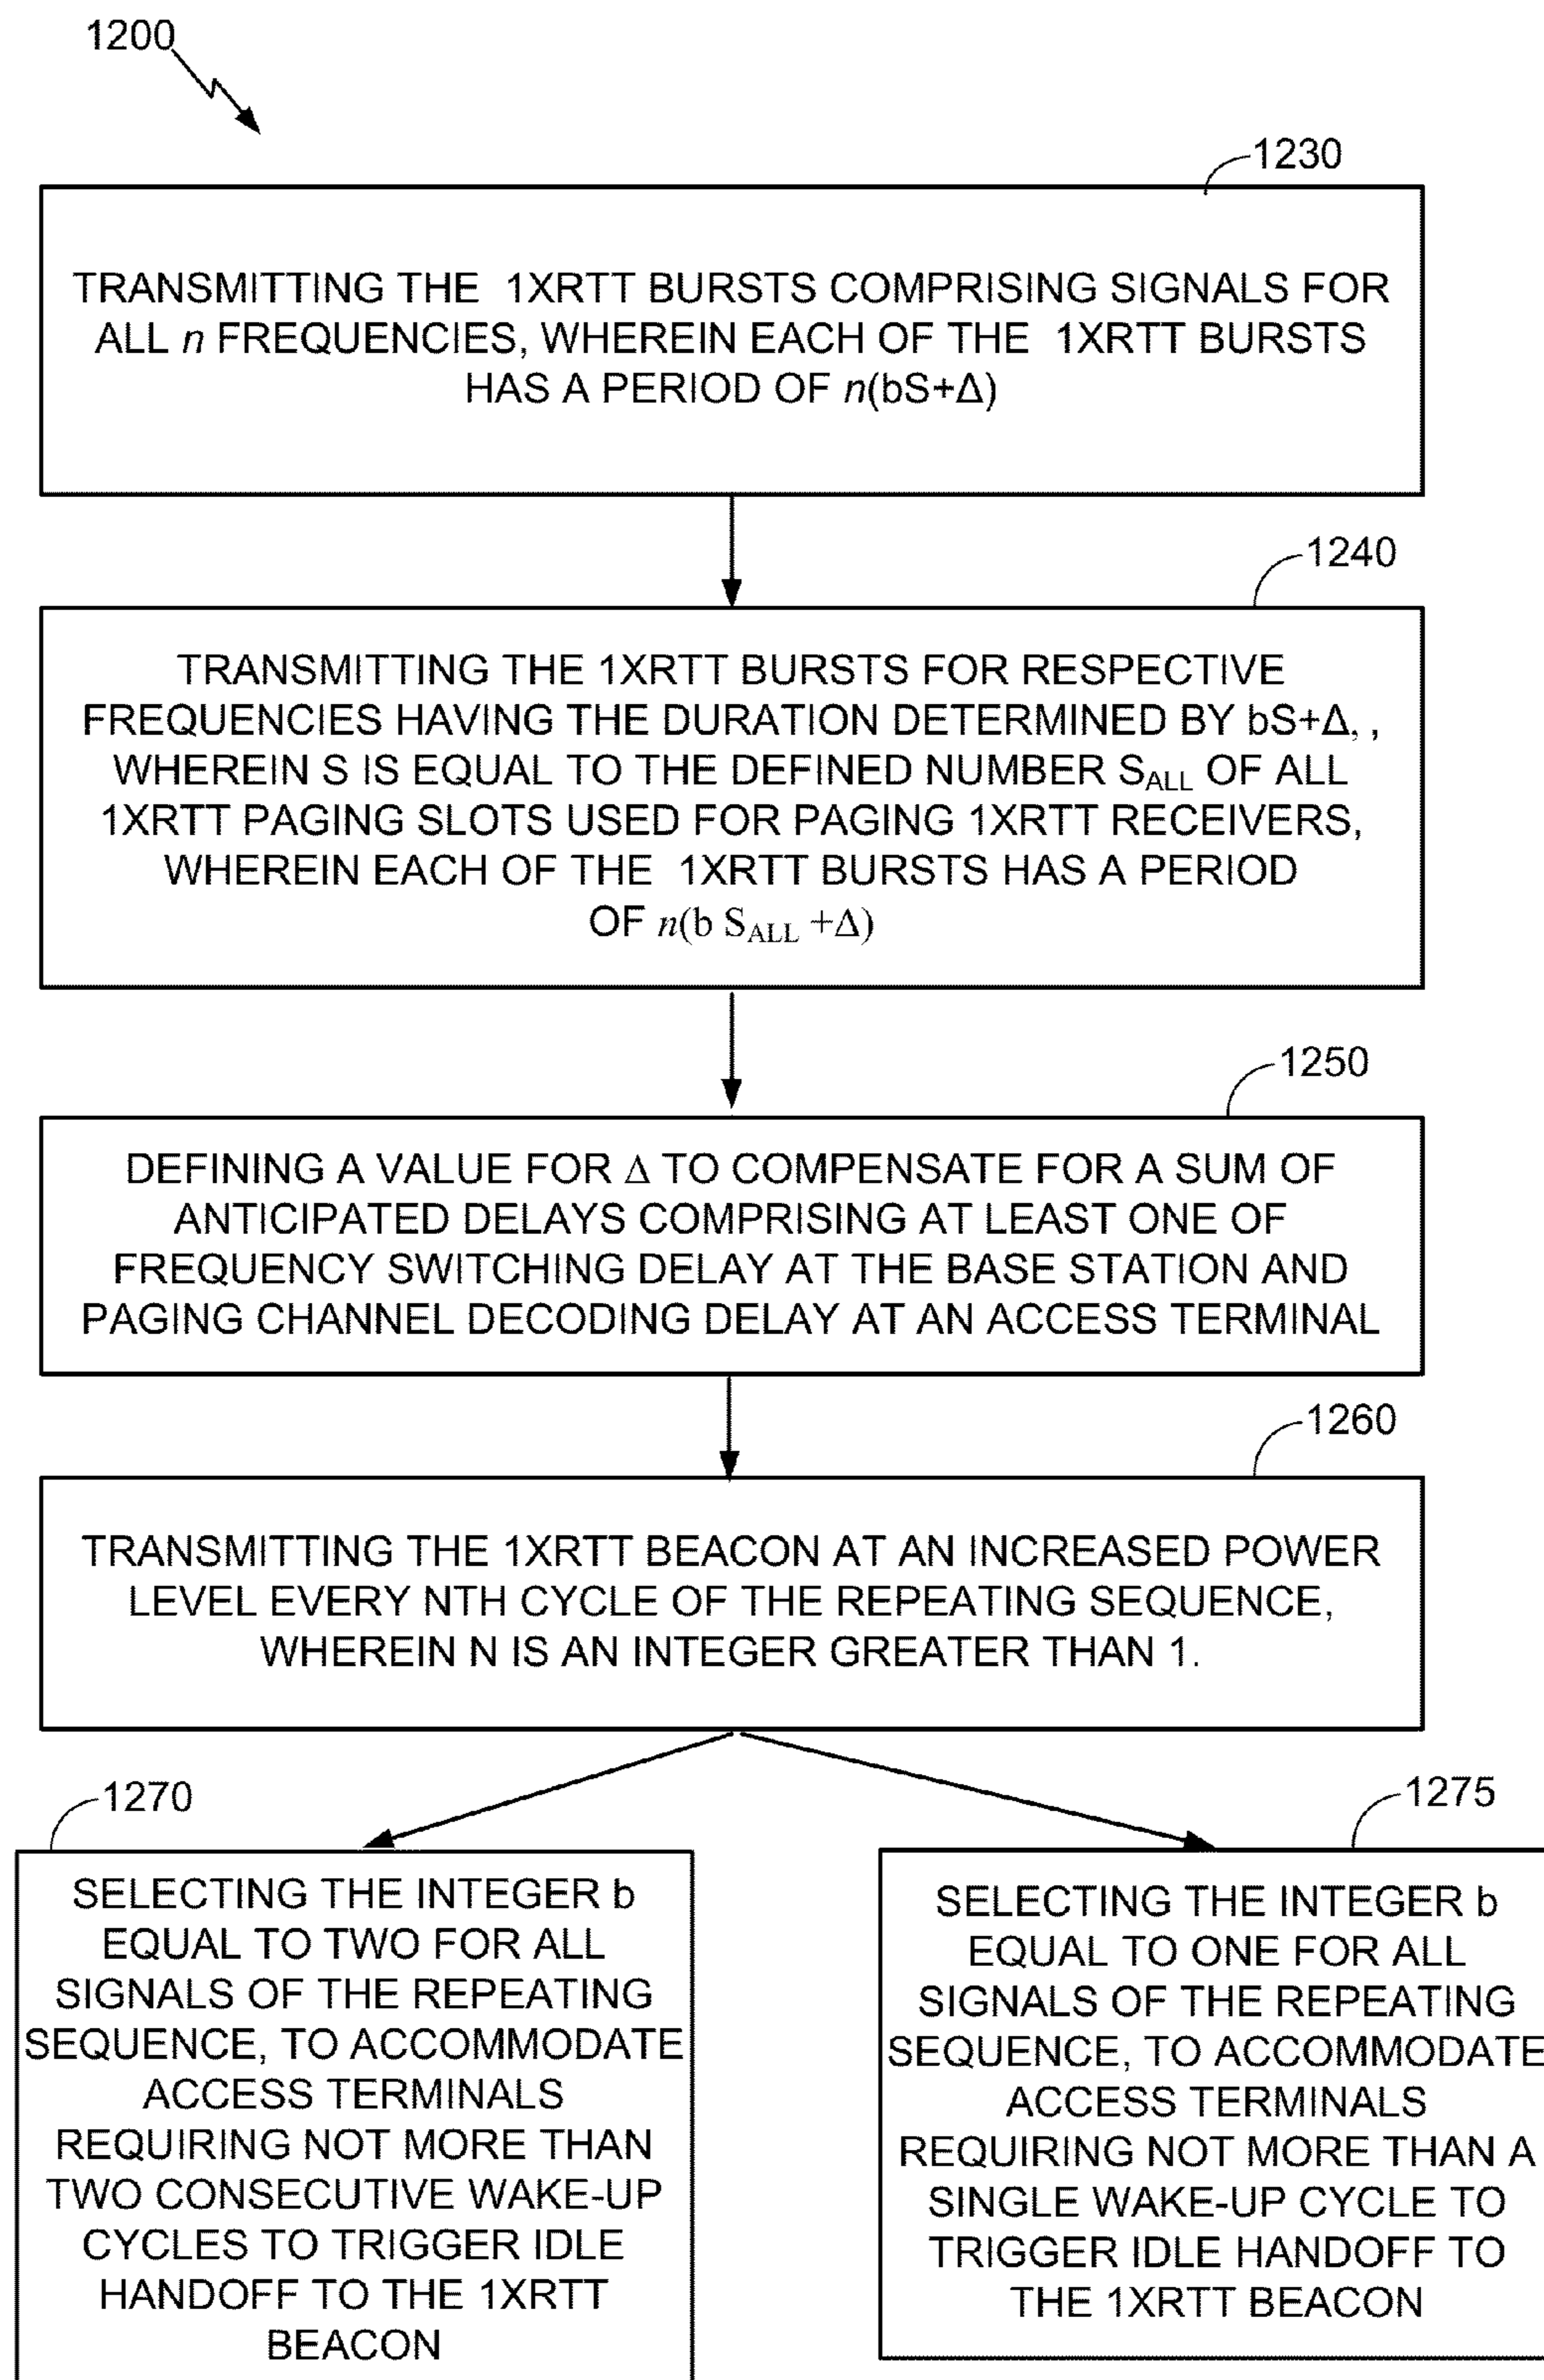 1200
1230
TRANSMITTING THE 1XRTT BURSTS COMPRISING SIGNALS FOR
ALL n FREQUENCIES, WHEREIN EACH OF THE 1XRTT BURSTS
HAS A PERIOD OF n(bS+Δ)
1240
TRANSMITTING THE 1XRTT BURSTS FOR RESPECTIVE
FREQUENCIES HAVING THE DURATION DETERMINED BY bS+Δ, ,
WHEREIN S IS EQUAL TO THE DEFINED NUMBER SALL OF ALL
1XRTT PAGING SLOTS USED FOR PAGING 1XRTT RECEIVERS,
WHEREIN EACH OF THE 1XRTT BURSTS HAS A PERIOD
OF n(b SALL +Δ)
1250
DEFINING A VALUE FOR Δ TO COMPENSATE FOR A SUM OF
ANTICIPATED DELAYS COMPRISING AT LEAST ONE OF
FREQUENCY SWITCHING DELAY AT THE BASE STATION AND
PAGING CHANNEL DECODING DELAY AT AN ACCESS TERMINAL
1260
TRANSMITTING THE 1XRTT BEACON AT AN INCREASED POWER
LEVEL EVERY NTH CYCLE OF THE REPEATING SEQUENCE,
WHEREIN N IS AN INTEGER GREATER THAN 1.
1270
SELECTING THE INTEGER b
EQUAL TO TWO FOR ALL
SIGNALS OF THE REPEATING
SEQUENCE, TO ACCOMMODATE
ACCESS TERMINALS
REQUIRING NOT MORE THAN
TWO CONSECUTIVE WAKE-UP
CYCLES TO TRIGGER IDLE
HANDOFF TO THE 1XRTT
BEACON
1275
SELECTING THE INTEGER b
EQUAL TO ONE FOR ALL
SIGNALS OF THE REPEATING
SEQUENCE, TO ACCOMMODATE
ACCESS TERMINALS
REQUIRING NOT MORE THAN A
SINGLE WAKE-UP CYCLE TO
TRIGGER IDLE HANDOFF TO
THE 1XRTT BEACON